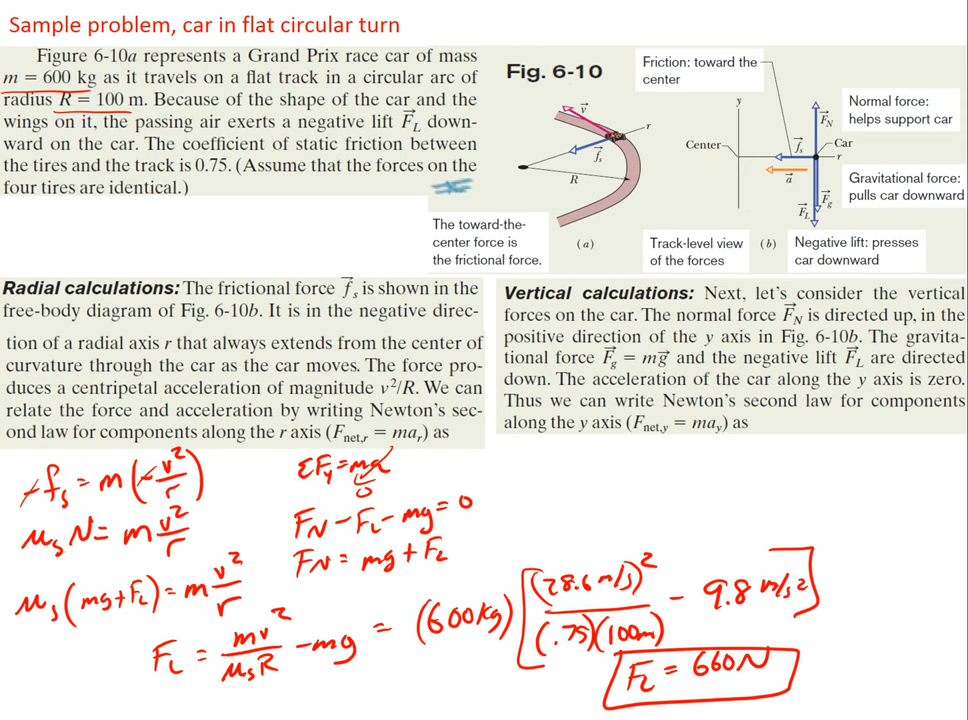 Sample problem, car in flat circular turn
Figure 6-10a represents a Grand Prix race car of mass
m = 600 kg as it travels on a flat track in a circular arc of
radius R = 100 m. Because of the shape of the car and the
wings on it, the passing air exerts a negative lift F⃗_L down-
ward on the car. The coefficient of static friction between
the tires and the track is 0.75. (Assume that the forces on the
four tires are identical.)
Fig. 6-10
v⃗
r
f⃗_s
R
The toward-the-
center force is
the frictional force.
(a)
Friction: toward the
center
y
Center
F⃗_N
f⃗_s
Car
r
a⃗
F⃗_g
F⃗_L
Normal force:
helps support car
Gravitational force:
pulls car downward
Track-level view
of the forces
(b)
Negative lift: presses
car downward
Radial calculations: The frictional force f⃗_s is shown in the
free-body diagram of Fig. 6-10b. It is in the negative direc-
tion of a radial axis r that always extends from the center of
curvature through the car as the car moves. The force pro-
duces a centripetal acceleration of magnitude v²/R. We can
relate the force and acceleration by writing Newton's sec-
ond law for components along the r axis (F_net,r = ma_r) as
Vertical calculations: Next, let's consider the vertical
forces on the car. The normal force F⃗_N is directed up, in the
positive direction of the y axis in Fig. 6-10b. The gravita-
tional force F⃗_g = mg⃗ and the negative lift F⃗_L are directed
down. The acceleration of the car along the y axis is zero.
Thus we can write Newton's second law for components
along the y axis (F_net,y = ma_y) as
-f_s = m(-v²/r)
μ_s N = m v²/r
μ_s(mg + F_L) = m v²/r
ΣF_y = ma
0
F_N - F_L - mg = 0
F_N = mg + F_L
F_L = mv²/(μ_s R) - mg = (600kg)[(28.6 m/s)²/((.75)(100m)) - 9.8 m/s²]
F_L = 660N